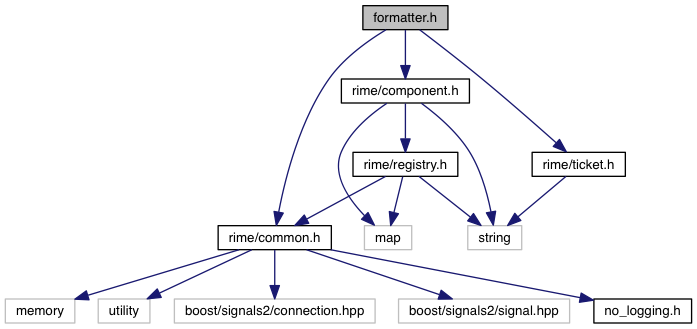 formatter.h
rime/component.h
rime/registry.h
rime/ticket.h
rime/common.h
map
string
memory
utility
boost/signals2/connection.hpp
boost/signals2/signal.hpp
no_logging.h